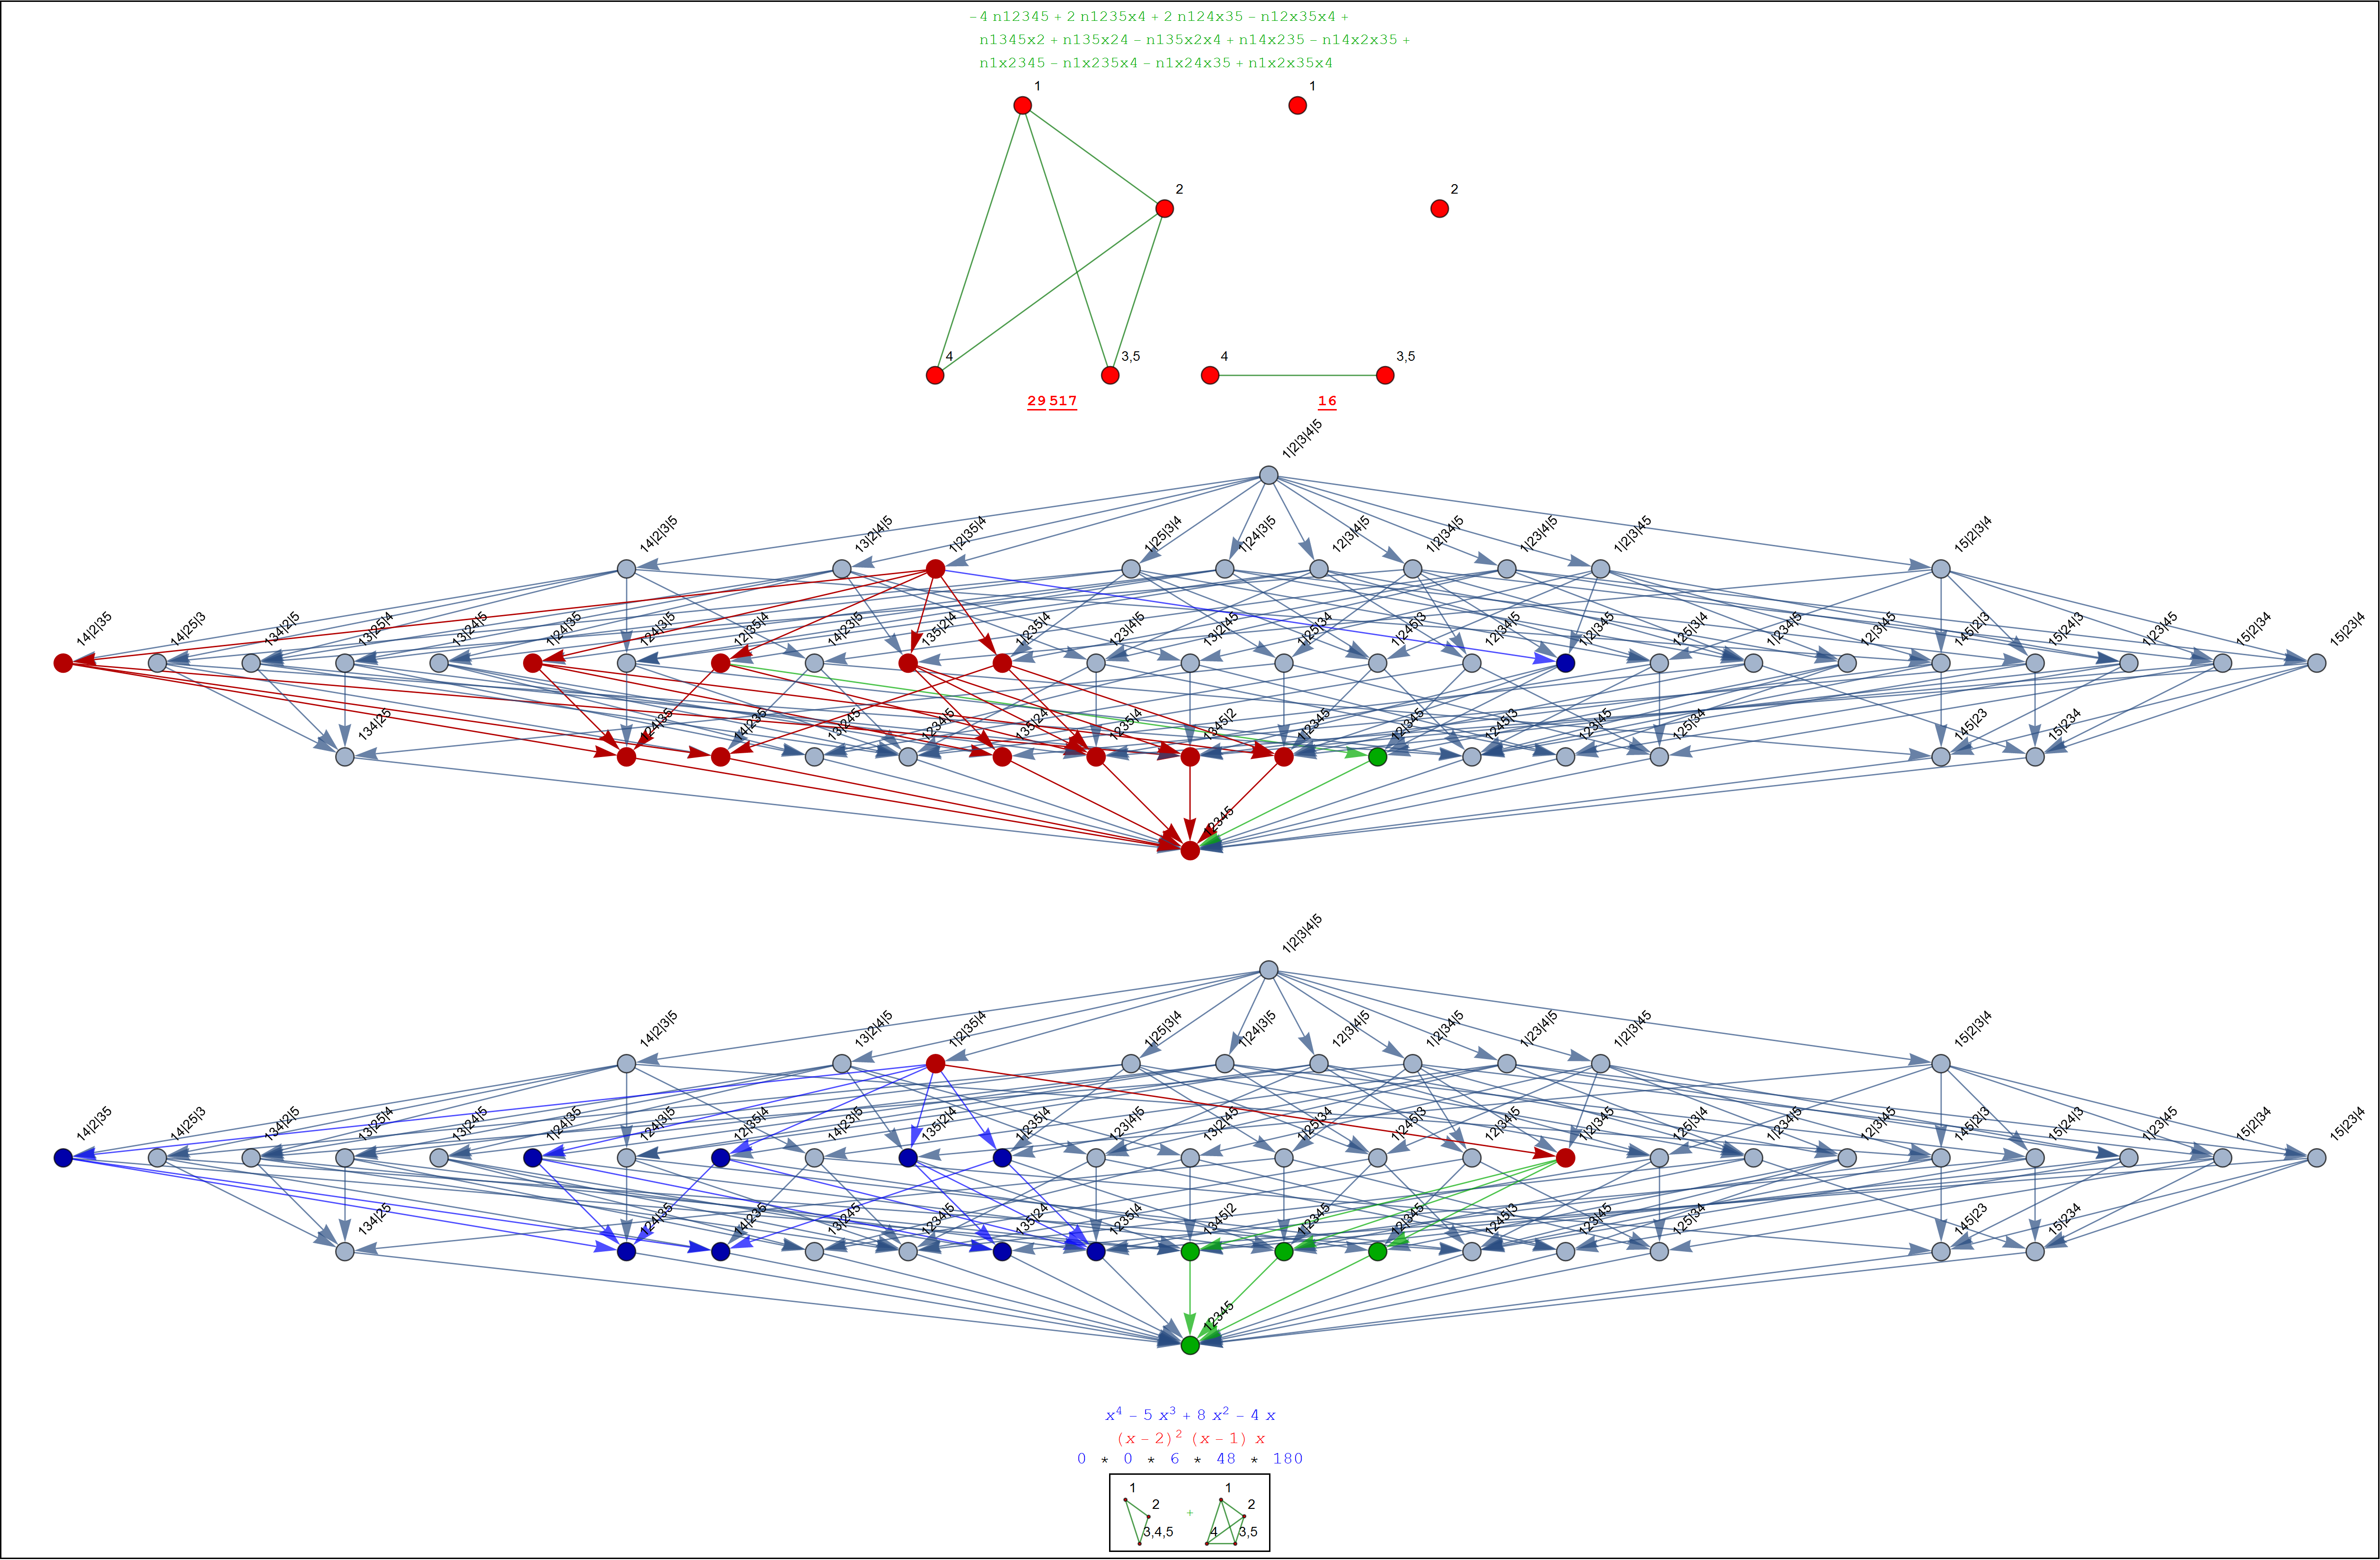 −4 n12345 + 2 n1235x4 + 2 n124x35 − n12x35x4 +
n1345x2 + n135x24 − n135x2x4 + n14x235 − n14x2x35 +
n1x2345 − n1x235x4 − n1x24x35 + n1x2x35x4
1 1
2 2
4 3,5 4 3,5
29 517 16
1|2|3|4|5
14|2|3|5 13|2|4|5 1|2|35|4 1|25|3|4 1|24|3|5 12|3|4|5 1|2|34|5 1|23|4|5 1|2|3|45 15|2|3|4
14|2|35 14|25|3 134|2|5 13|25|4 13|24|5 1|24|35 124|3|5 12|35|4 14|23|5 135|2|4 1|235|4 123|4|5 13|2|45 1|25|34 1|245|3 12|34|5 1|2|345 125|3|4 1|234|5 12|3|45 145|2|3 15|24|3 1|23|45 15|2|34 15|23|4
134|25 124|35 14|235 13|245 1234|5 135|24 1235|4 1345|2 1|2345 12|345 1245|3 123|45 125|34 145|23 15|234
12345
1|2|3|4|5
14|2|3|5 13|2|4|5 1|2|35|4 1|25|3|4 1|24|3|5 12|3|4|5 1|2|34|5 1|23|4|5 1|2|3|45 15|2|3|4
14|2|35 14|25|3 134|2|5 13|25|4 13|24|5 1|24|35 124|3|5 12|35|4 14|23|5 135|2|4 1|235|4 123|4|5 13|2|45 1|25|34 1|245|3 12|34|5 1|2|345 125|3|4 1|234|5 12|3|45 145|2|3 15|24|3 1|23|45 15|2|34 15|23|4
134|25 124|35 14|235 13|245 1234|5 135|24 1235|4 1345|2 1|2345 12|345 1245|3 123|45 125|34 145|23 15|234
12345
x⁴ − 5 x³ + 8 x² − 4 x
(x − 2)² (x − 1) x
0 * 0 * 6 * 48 * 180
1 1
2 + 2
3,4,5 4 3,5